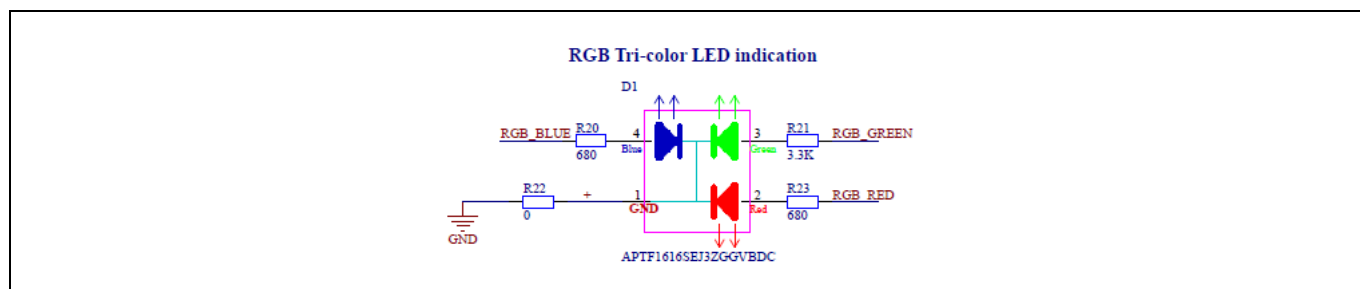 RGB Tri-color LED indication
D1
RGB_BLUE R20 4 3 R21 RGB_GREEN
680 Blue Green 3.3K
R22 + 1 2 R23 RGB_RED
0 GND Red 680
GND
APTF1616SEJ3ZGGVBDC